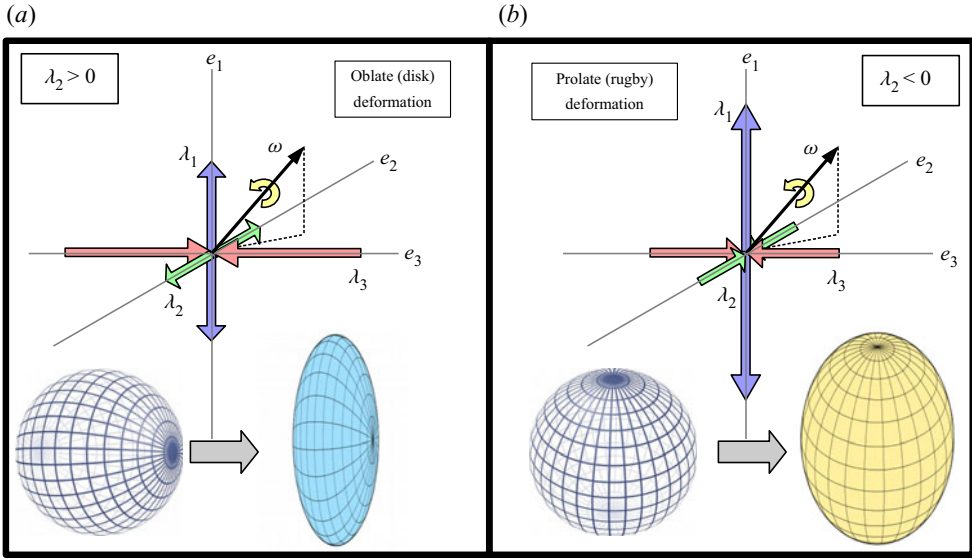 (a)
λ2 > 0
e1
Oblate (disk)
deformation
λ1
ω
e2
e3
λ3
λ2
(b)
Prolate (rugby)
deformation
e1
λ2 < 0
λ1
ω
e2
e3
λ2
λ3